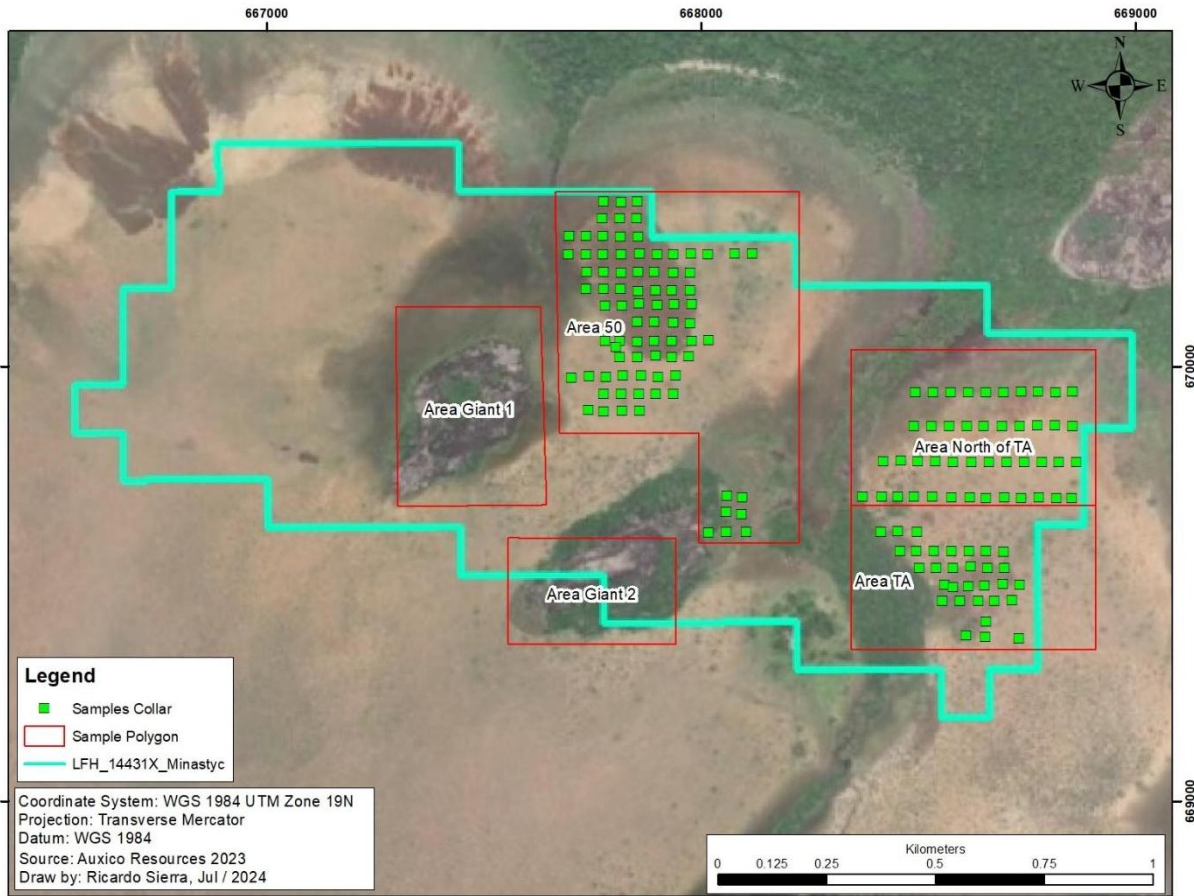 667000 668000 669000
N
W E
S
670000
Area 50
Area Giant 1
Area North of TA
Area TA
Area Giant 2
Legend
Samples Collar
Sample Polygon
LFH_14431X_Minastyc
669000
Coordinate System: WGS 1984 UTM Zone 19N
Projection: Transverse Mercator
Datum: WGS 1984
Source: Auxico Resources 2023
Draw by: Ricardo Sierra, Jul / 2024
Kilometers
0 0.125 0.25 0.5 0.75 1